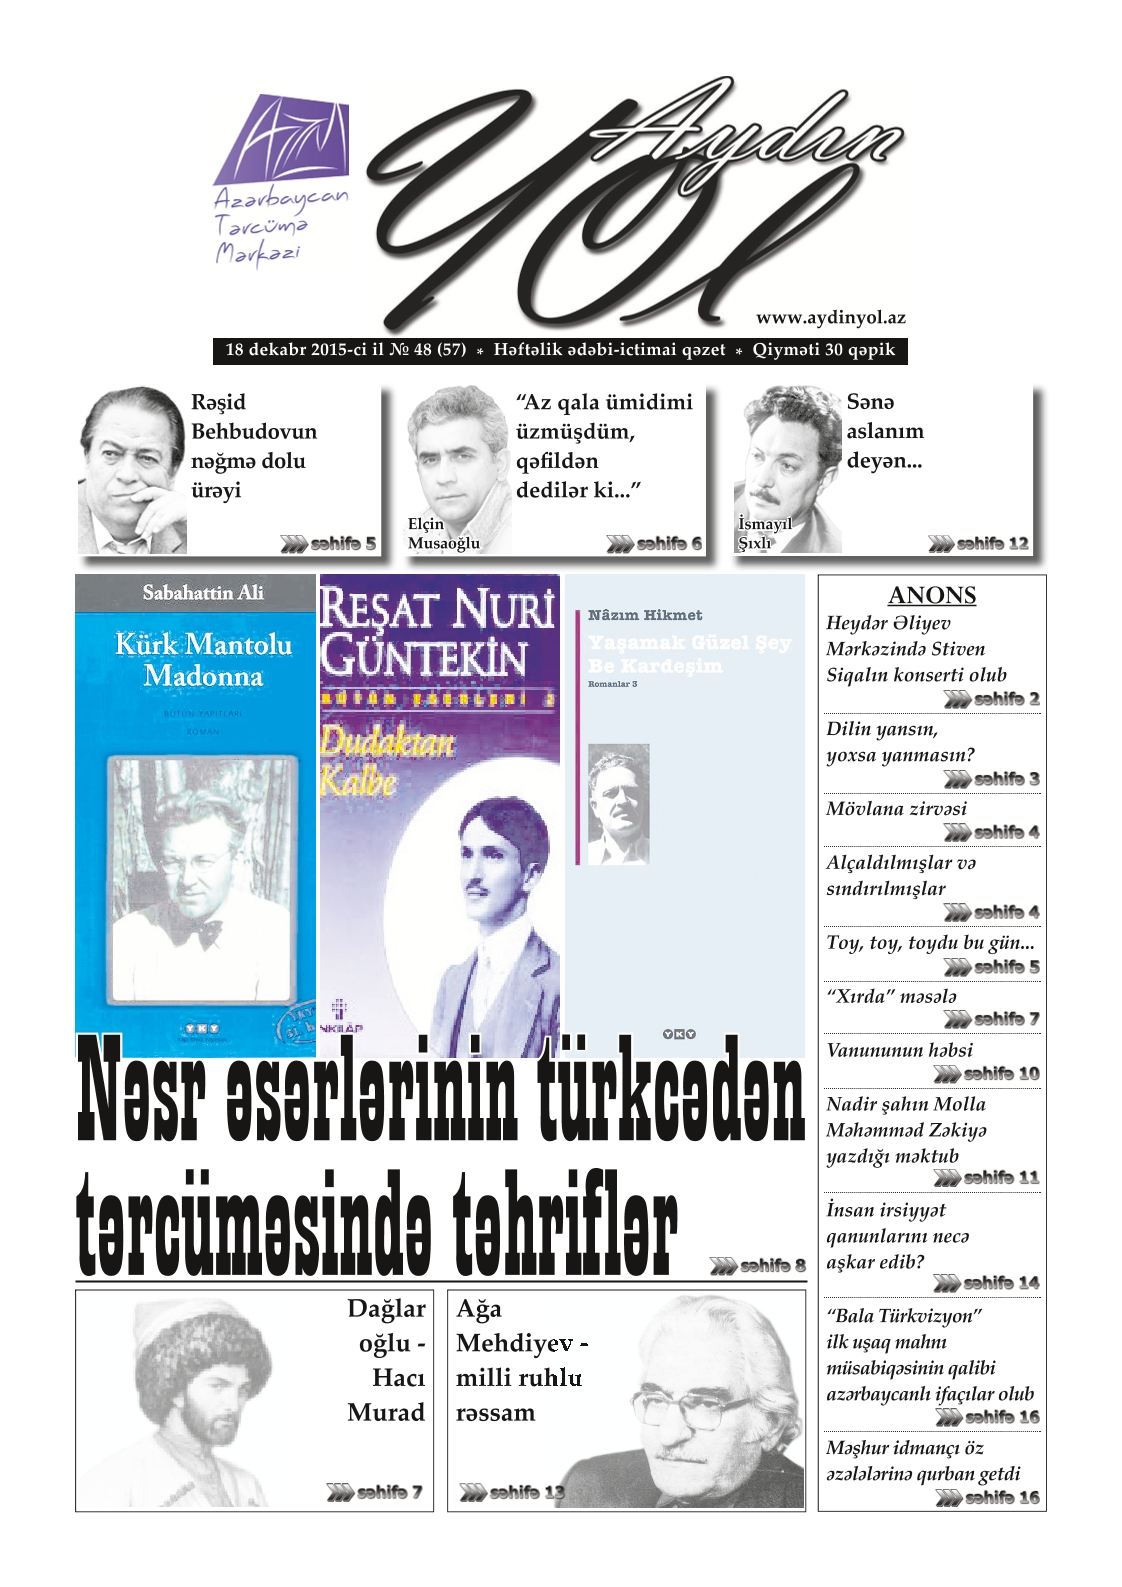 AZTM
Azərbaycan
Tərcümə
Mərkəzi
Aydın
Yol
www.aydinyol.az
18 dekabr 2015-ci il № 48 (57) * Həftəlik ədəbi-ictimai qəzet * Qiyməti 30 qəpik
Rəşid
Behbudovun
nəğmə dolu
ürəyi
səhifə 5
“Az qala ümidimi
üzmüşdüm,
qəfildən
dedilər ki...”
Elçin
Musaoğlu
səhifə 6
Sənə
aslanım
deyən...
İsmayıl
Şıxlı
səhifə 12
Sabahattin Ali
Kürk Mantolu
Madonna
BÜTÜN YAPITLARI
ROMAN
YKY
REŞAT NURİ
GÜNTEKİN
BÜTÜN ESERLERİ 2
Dudaktan
Kalbe
İNKILÂP
Nâzım Hikmet
Yaşamak Güzel Şey
Be Kardeşim
Romanlar 3
YKY
Nəsr əsərlərinin türkcədən
tərcüməsində təhriflər
səhifə 8
Dağlar
oğlu -
Hacı
Murad
səhifə 7
Ağa
Mehdiyev -
milli ruhlu
rəssam
səhifə 13
ANONS
Heydər Əliyev
Mərkəzində Stiven
Siqalın konserti olub
səhifə 2
Dilin yansın,
yoxsa yanmasın?
səhifə 3
Mövlana zirvəsi
səhifə 4
Alçaldılmışlar və
sındırılmışlar
səhifə 4
Toy, toy, toydu bu gün...
səhifə 5
“Xırda” məsələ
səhifə 7
Vanununun həbsi
səhifə 10
Nadir şahın Molla
Məhəmməd Zəkiyə
yazdığı məktub
səhifə 11
İnsan irsiyyət
qanunlarını necə
aşkar edib?
səhifə 14
“Bala Türkvizyon”
ilk uşaq mahnı
müsabiqəsinin qalibi
azərbaycanlı ifaçılar olub
səhifə 16
Məşhur idmançı öz
əzələlərinə qurban getdi
səhifə 16